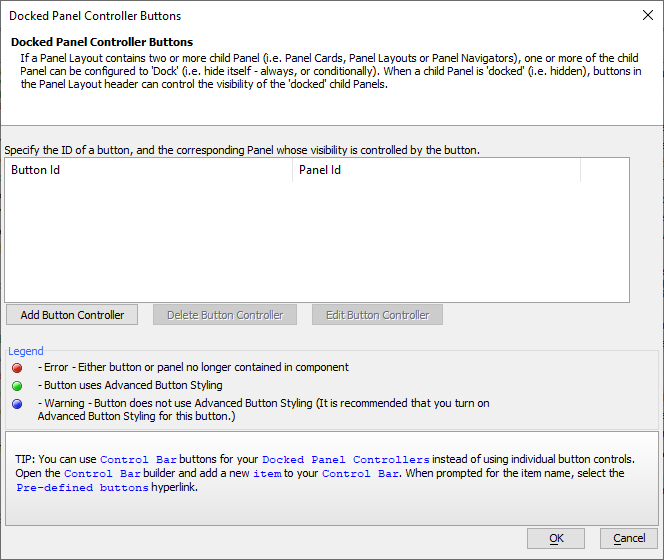 Docked Panel Controller Buttons
Docked Panel Controller Buttons
If a Panel Layout contains two or more child Panel (i.e. Panel Cards, Panel Layouts or Panel Navigators), one or more of the child
Panel can be configured to 'Dock' (i.e. hide itself - always, or conditionally). When a child Panel is 'docked' (i.e. hidden), buttons in
the Panel Layout header can control the visibility of the 'docked' child Panels.
Specify the ID of a button, and the corresponding Panel whose visibility is controlled by the button.
Button Id Panel Id
Add Button Controller Delete Button Controller Edit Button Controller
Legend
- Error - Either button or panel no longer contained in component
- Button uses Advanced Button Styling
- Warning - Button does not use Advanced Button Styling (It is recommended that you turn on
Advanced Button Styling for this button.)
TIP: You can use Control Bar buttons for your Docked Panel Controllers instead of using individual button controls.
Open the Control Bar builder and add a new item to your Control Bar. When prompted for the item name, select the
Pre-defined buttons hyperlink.
OK Cancel